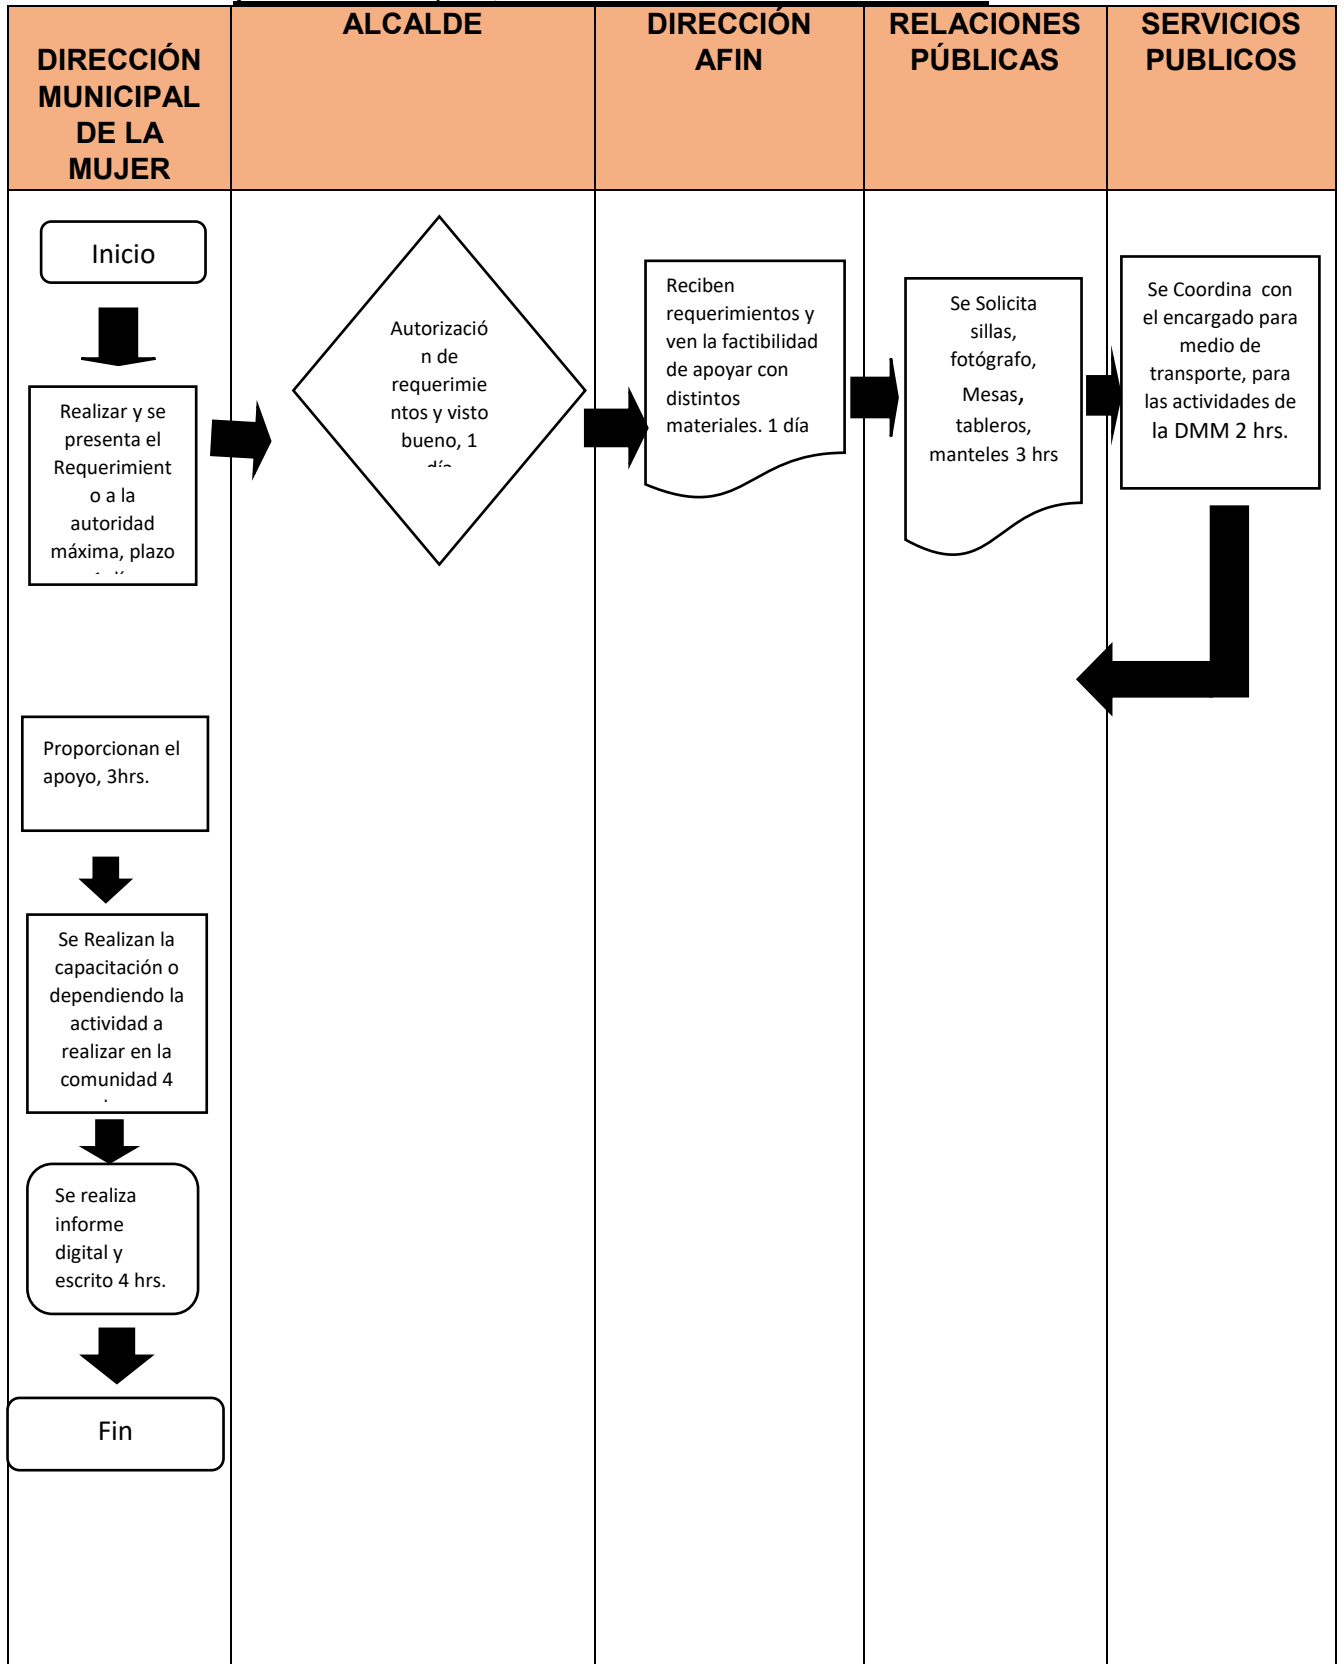 DIRECCIÓN
MUNICIPAL
DE LA
MUJER
ALCALDE
DIRECCIÓN
AFIN
RELACIONES
PÚBLICAS
SERVICIOS
PUBLICOS
Inicio
Realizar y se
presenta el
Requerimient
o a la
autoridad
máxima, plazo
Autorizació
n de
requerimie
ntos y visto
bueno, 1
día
Reciben
requerimientos y
ven la factibilidad
de apoyar con
distintos
materiales. 1 día
Se Solicita
sillas,
fotógrafo,
Mesas,
tableros,
manteles 3 hrs
Se Coordina con
el encargado para
medio de
transporte, para
las actividades de
la DMM 2 hrs.
Proporcionan el
apoyo, 3hrs.
Se Realizan la
capacitación o
dependiendo la
actividad a
realizar en la
comunidad 4
Se realiza
informe
digital y
escrito 4 hrs.
Fin